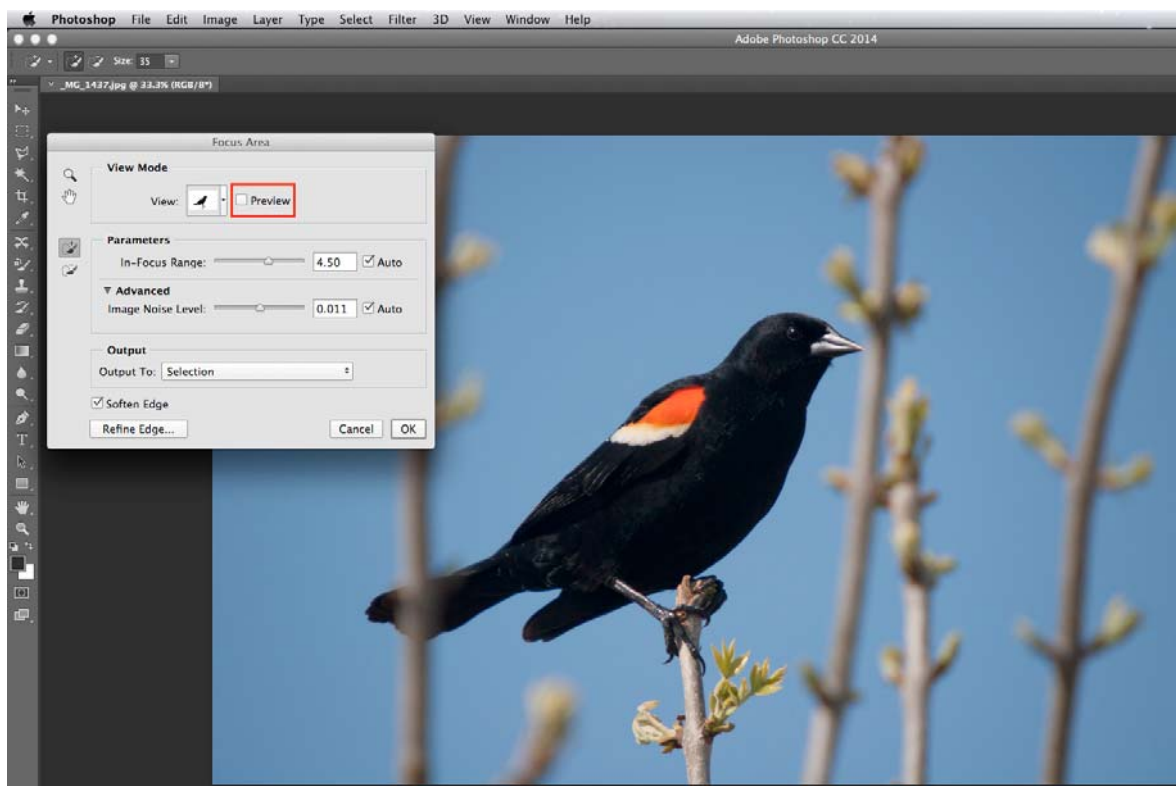 Photoshop File Edit Image Layer Type Select Filter 3D View Window Help
Adobe Photoshop CC 2014
Size: 35
_MG_1437.jpg @ 33.3% (RGB/8*)
Focus Area
View Mode
View: Preview
Parameters
In-Focus Range: 4.50 Auto
Advanced
Image Noise Level: 0.011 Auto
Output
Output To: Selection
Soften Edge
Refine Edge... Cancel OK